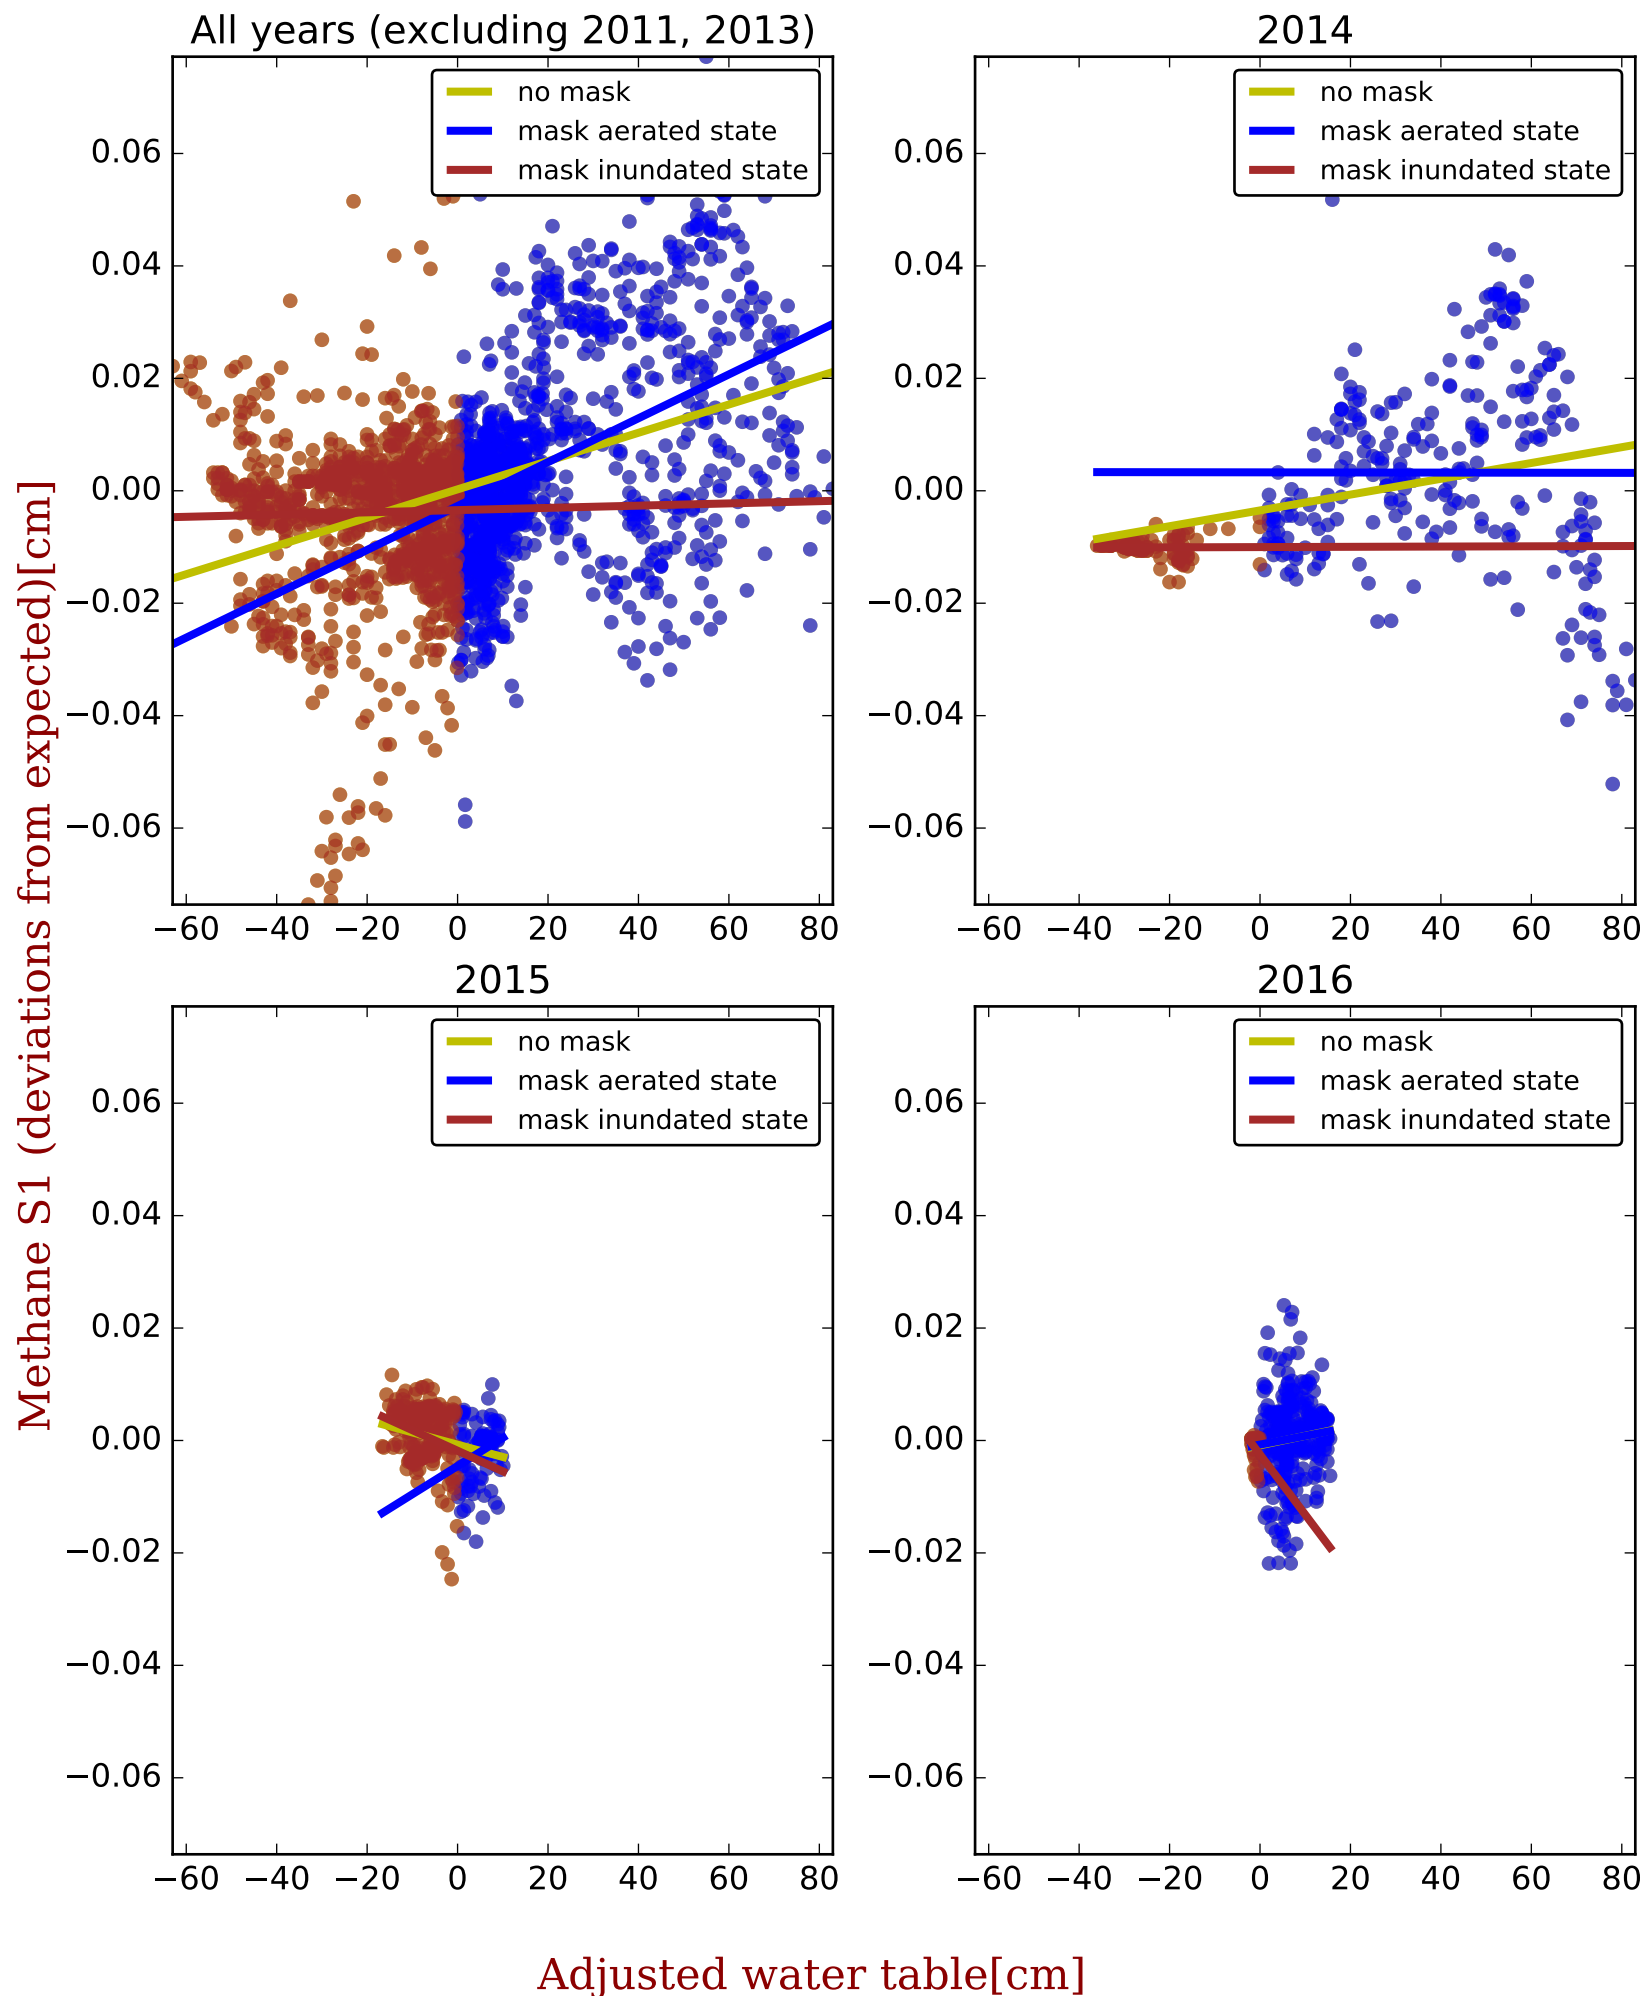 All years (excluding 2011, 2013)
no mask
mask aerated state
mask inundated state
0.06
0.04
0.02
0.00
−0.02
−0.04
−0.06
−60 −40 −20 0 20 40 60 80
2014
no mask
mask aerated state
mask inundated state
0.06
0.04
0.02
0.00
−0.02
−0.04
−0.06
−60 −40 −20 0 20 40 60 80
Methane S1 (deviations from expected)[cm]
2015
no mask
mask aerated state
mask inundated state
0.06
0.04
0.02
0.00
−0.02
−0.04
−0.06
−60 −40 −20 0 20 40 60 80
2016
no mask
mask aerated state
mask inundated state
0.06
0.04
0.02
0.00
−0.02
−0.04
−0.06
−60 −40 −20 0 20 40 60 80
Adjusted water table[cm]